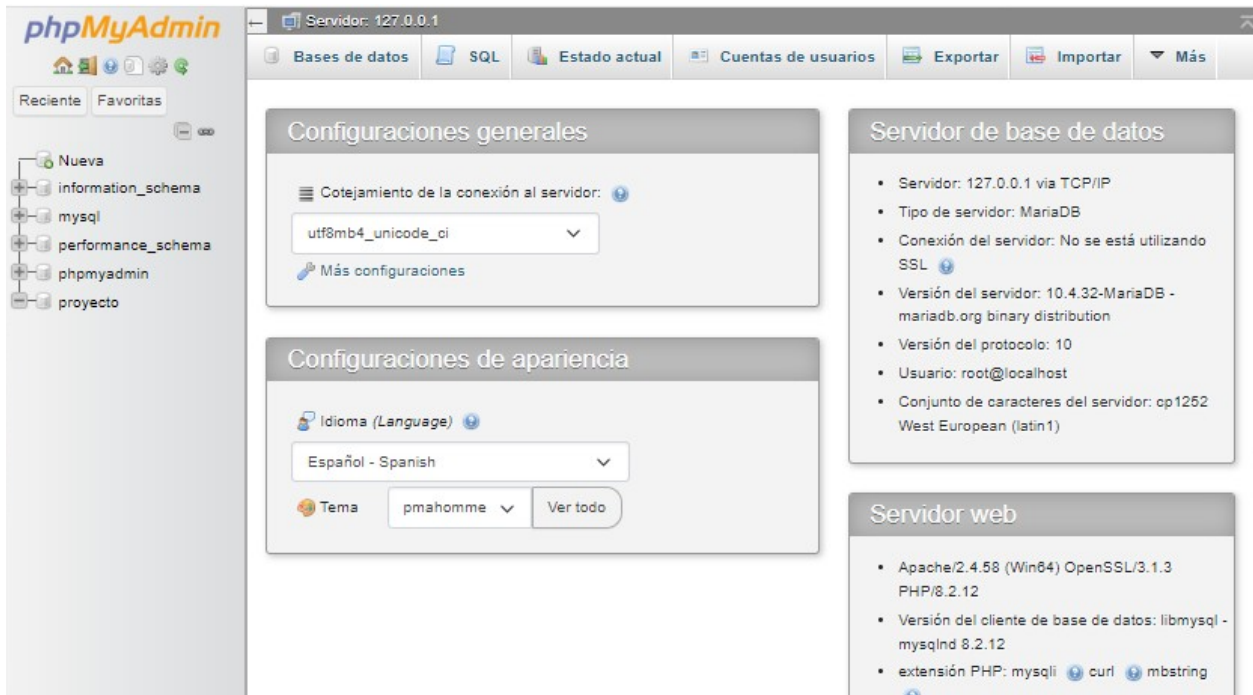 phpMyAdmin
Reciente Favoritas
Nueva
information_schema
mysql
performance_schema
phpmyadmin
proyecto
Servidor: 127.0.0.1
Bases de datos SQL Estado actual Cuentas de usuarios Exportar Importar Más
Configuraciones generales
Cotejamiento de la conexión al servidor:
utf8mb4_unicode_ci
Más configuraciones
Configuraciones de apariencia
Idioma (Language)
Español - Spanish
Tema pmahomme Ver todo
Servidor de base de datos
Servidor: 127.0.0.1 via TCP/IP
Tipo de servidor: MariaDB
Conexión del servidor: No se está utilizando
SSL
Versión del servidor: 10.4.32-MariaDB -
mariadb.org binary distribution
Versión del protocolo: 10
Usuario: root@localhost
Conjunto de caracteres del servidor: cp1252
West European (latin1)
Servidor web
Apache/2.4.58 (Win64) OpenSSL/3.1.3
PHP/8.2.12
Versión del cliente de base de datos: libmysql -
mysqlnd 8.2.12
extensión PHP: mysqli curl mbstring